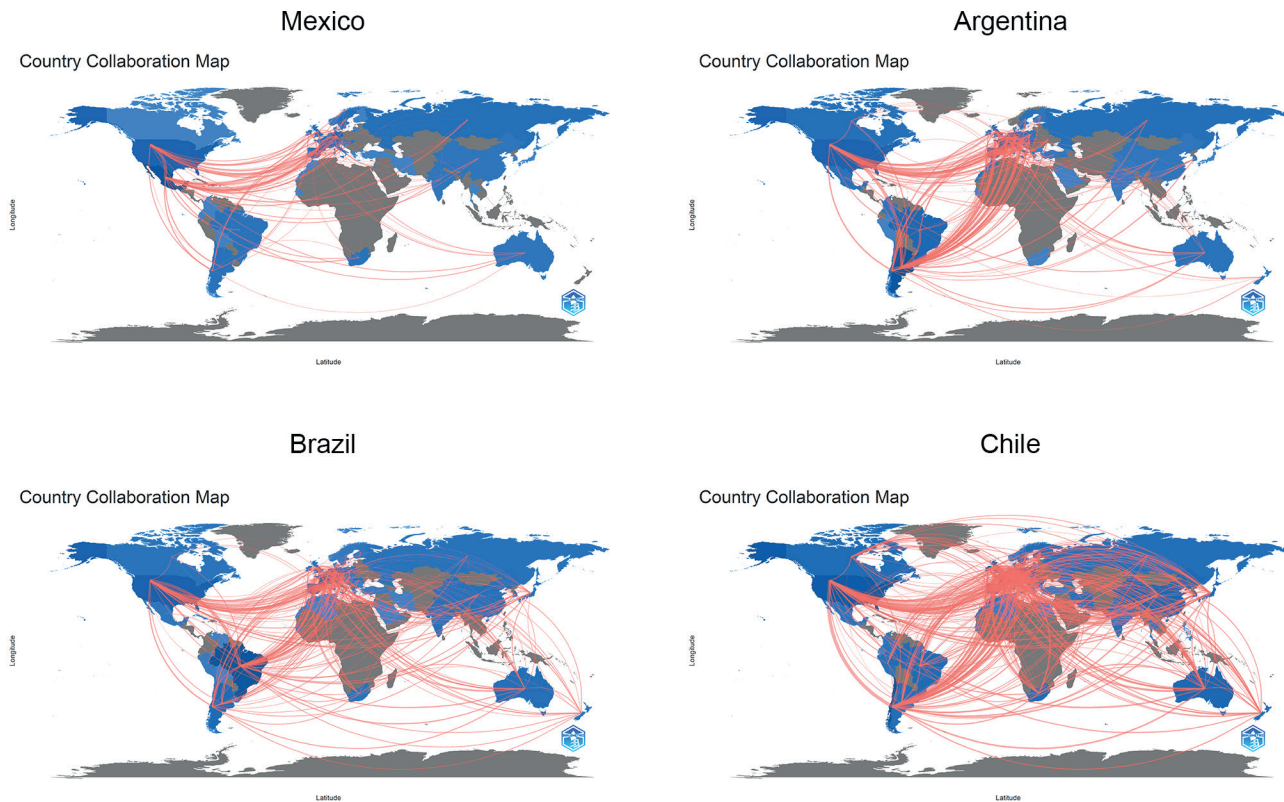 Mexico
Country Collaboration Map
Longitude
Latitude
Argentina
Country Collaboration Map
Longitude
Latitude
Brazil
Country Collaboration Map
Longitude
Latitude
Chile
Country Collaboration Map
Longitude
Latitude